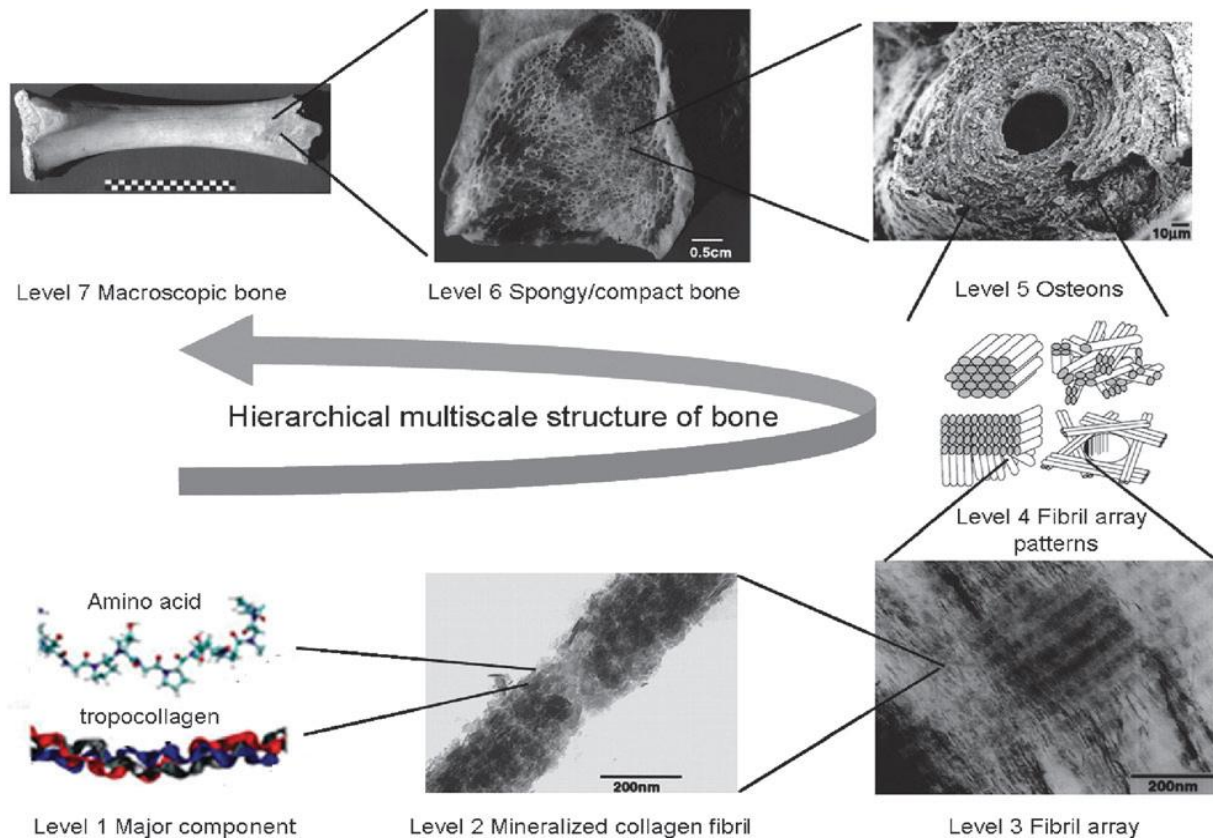 0.5cm
10μm
Level 7 Macroscopic bone
Level 6 Spongy/compact bone
Level 5 Osteons
Hierarchical multiscale structure of bone
Level 4 Fibril array
patterns
Amino acid
tropocollagen
200nm
200nm
Level 1 Major component
Level 2 Mineralized collagen fibril
Level 3 Fibril array